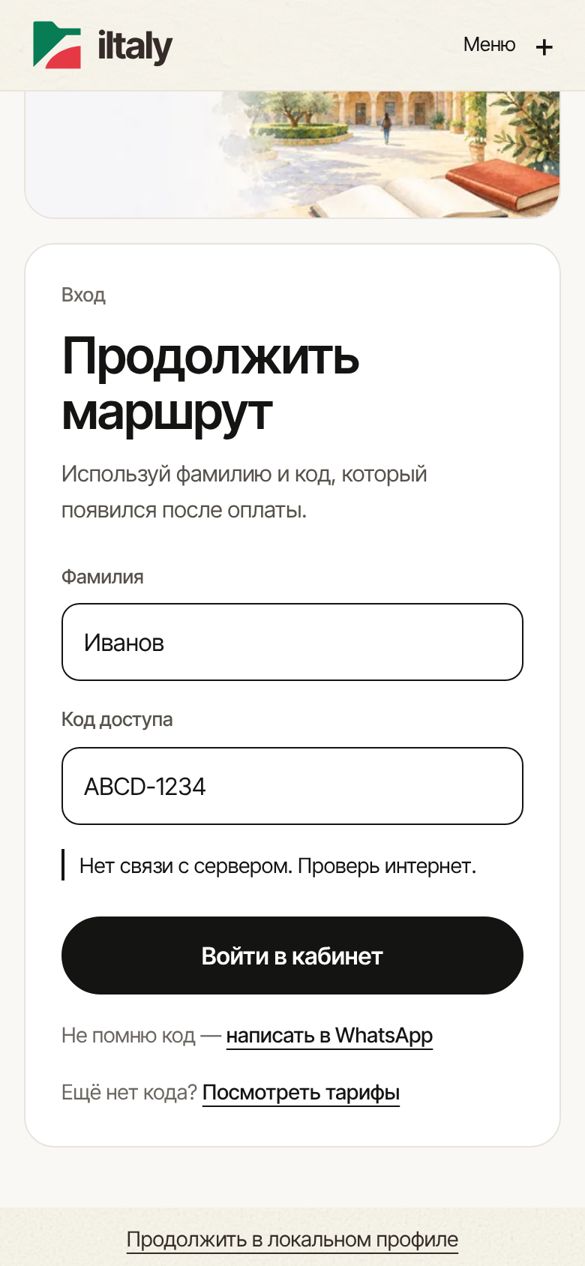 iItaly
Меню +
Вход
Продолжить
маршрут
Используй фамилию и код, который
появился после оплаты.
Фамилия
Иванов
Код доступа
ABCD-1234
Нет связи с сервером. Проверь интернет.
Войти в кабинет
Не помню код — написать в WhatsApp
Ещё нет кода? Посмотреть тарифы
Продолжить в локальном профиле